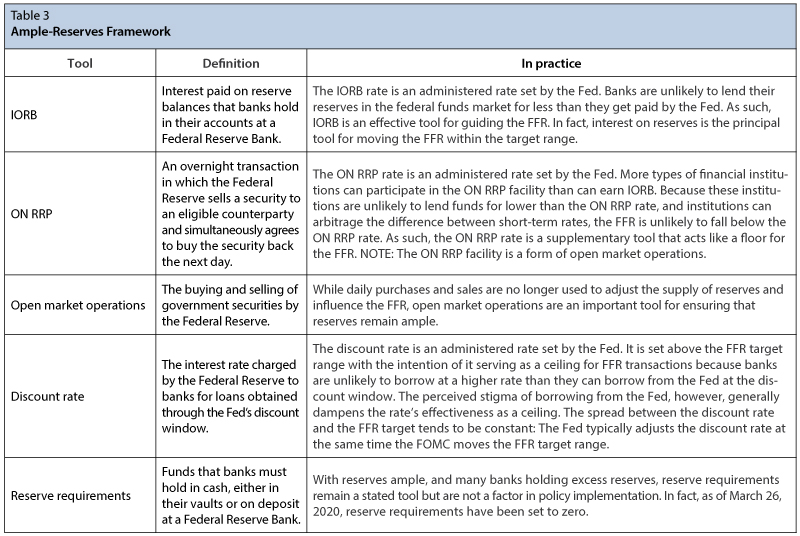 Table 3
Ample-Reserves Framework
Tool
Definition
In practice
IORB
Interest paid on reserve
balances that banks hold
in their accounts at a
Federal Reserve Bank.
The IORB rate is an administered rate set by the Fed. Banks are unlikely to lend their
reserves in the federal funds market for less than they get paid by the Fed. As such,
IORB is an effective tool for guiding the FFR. In fact, interest on reserves is the principal
tool for moving the FFR within the target range.
ON RRP
An overnight transaction
in which the Federal
Reserve sells a security to
an eligible counterparty
and simultaneously agrees
to buy the security back
the next day.
The ON RRP rate is an administered rate set by the Fed. More types of financial institu-
tions can participate in the ON RRP facility than can earn IORB. Because these institu-
tions are unlikely to lend funds for lower than the ON RRP rate, and institutions can
arbitrage the difference between short-term rates, the FFR is unlikely to fall below the
ON RRP rate. As such, the ON RRP rate is a supplementary tool that acts like a floor for
the FFR. NOTE: The ON RRP facility is a form of open market operations.
Open market operations
The buying and selling of
government securities by
the Federal Reserve.
While daily purchases and sales are no longer used to adjust the supply of reserves and
influence the FFR, open market operations are an important tool for ensuring that
reserves remain ample.
Discount rate
The interest rate charged
by the Federal Reserve to
banks for loans obtained
through the Fed's discount
window.
The discount rate is an administered rate set by the Fed. It is set above the FFR target
range with the intention of it serving as a ceiling for FFR transactions because banks
are unlikely to borrow at a higher rate than they can borrow from the Fed at the dis-
count window. The perceived stigma of borrowing from the Fed, however, generally
dampens the rate's effectiveness as a ceiling. The spread between the discount rate
and the FFR target tends to be constant: The Fed typically adjusts the discount rate at
the same time the FOMC moves the FFR target range.
Reserve requirements
Funds that banks must
hold in cash, either in
their vaults or on deposit
at a Federal Reserve Bank.
With reserves ample, and many banks holding excess reserves, reserve requirements
remain a stated tool but are not a factor in policy implementation. In fact, as of March 26,
2020, reserve requirements have been set to zero.